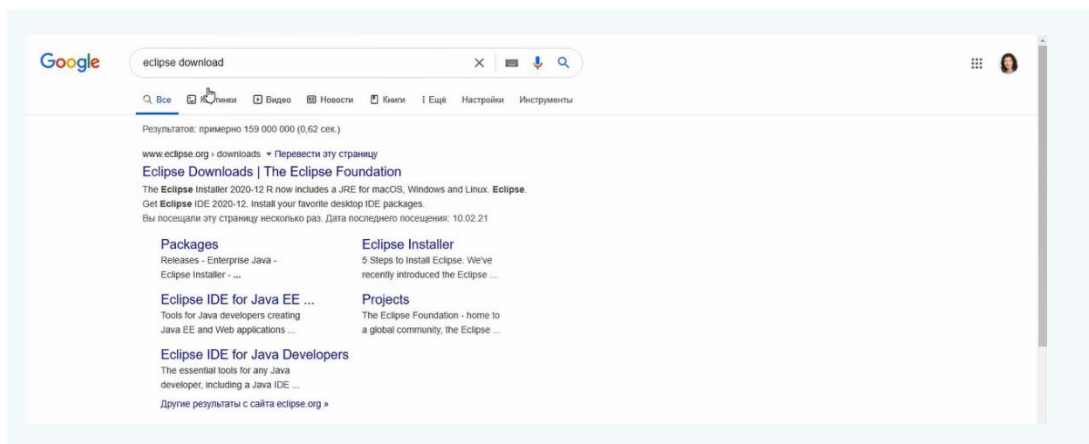 Google
eclipse download
Все Картинки Видео Новости Книги Ещё Настройки Инструменты
Результатов: примерно 159 000 000 (0,62 сек.)
www.eclipse.org › downloads ▾ Перевести эту страницу
Eclipse Downloads | The Eclipse Foundation
The Eclipse Installer 2020-12 R now includes a JRE for macOS, Windows and Linux. Eclipse.
Get Eclipse IDE 2020-12. Install your favorite desktop IDE packages.
Вы посещали эту страницу несколько раз. Дата последнего посещения: 10.02.21
Packages
Releases - Enterprise Java -
Eclipse Installer - ...
Eclipse Installer
5 Steps to Install Eclipse. We've
recently introduced the Eclipse ...
Eclipse IDE for Java EE ...
Tools for Java developers creating
Java EE and Web applications ...
Projects
The Eclipse Foundation - home to
a global community, the Eclipse ...
Eclipse IDE for Java Developers
The essential tools for any Java
developer, including a Java IDE ...
Другие результаты с сайта eclipse.org »